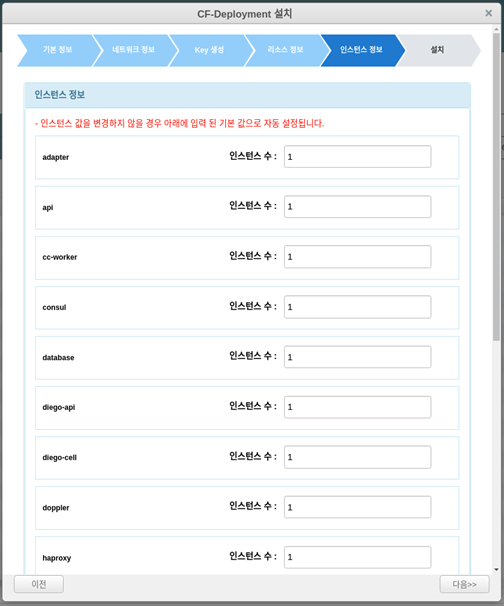 CF-Deployment 설치
×
기본 정보
네트워크 정보
Key 생성
리소스 정보
인스턴스 정보
설치
인스턴스 정보
- 인스턴스 값을 변경하지 않을 경우 아래에 입력 된 기본 값으로 자동 설정됩니다.
adapter 인스턴스 수 : 1
api 인스턴스 수 : 1
cc-worker 인스턴스 수 : 1
consul 인스턴스 수 : 1
database 인스턴스 수 : 1
diego-api 인스턴스 수 : 1
diego-cell 인스턴스 수 : 1
doppler 인스턴스 수 : 1
haproxy 인스턴스 수 : 1
이전
다음>>